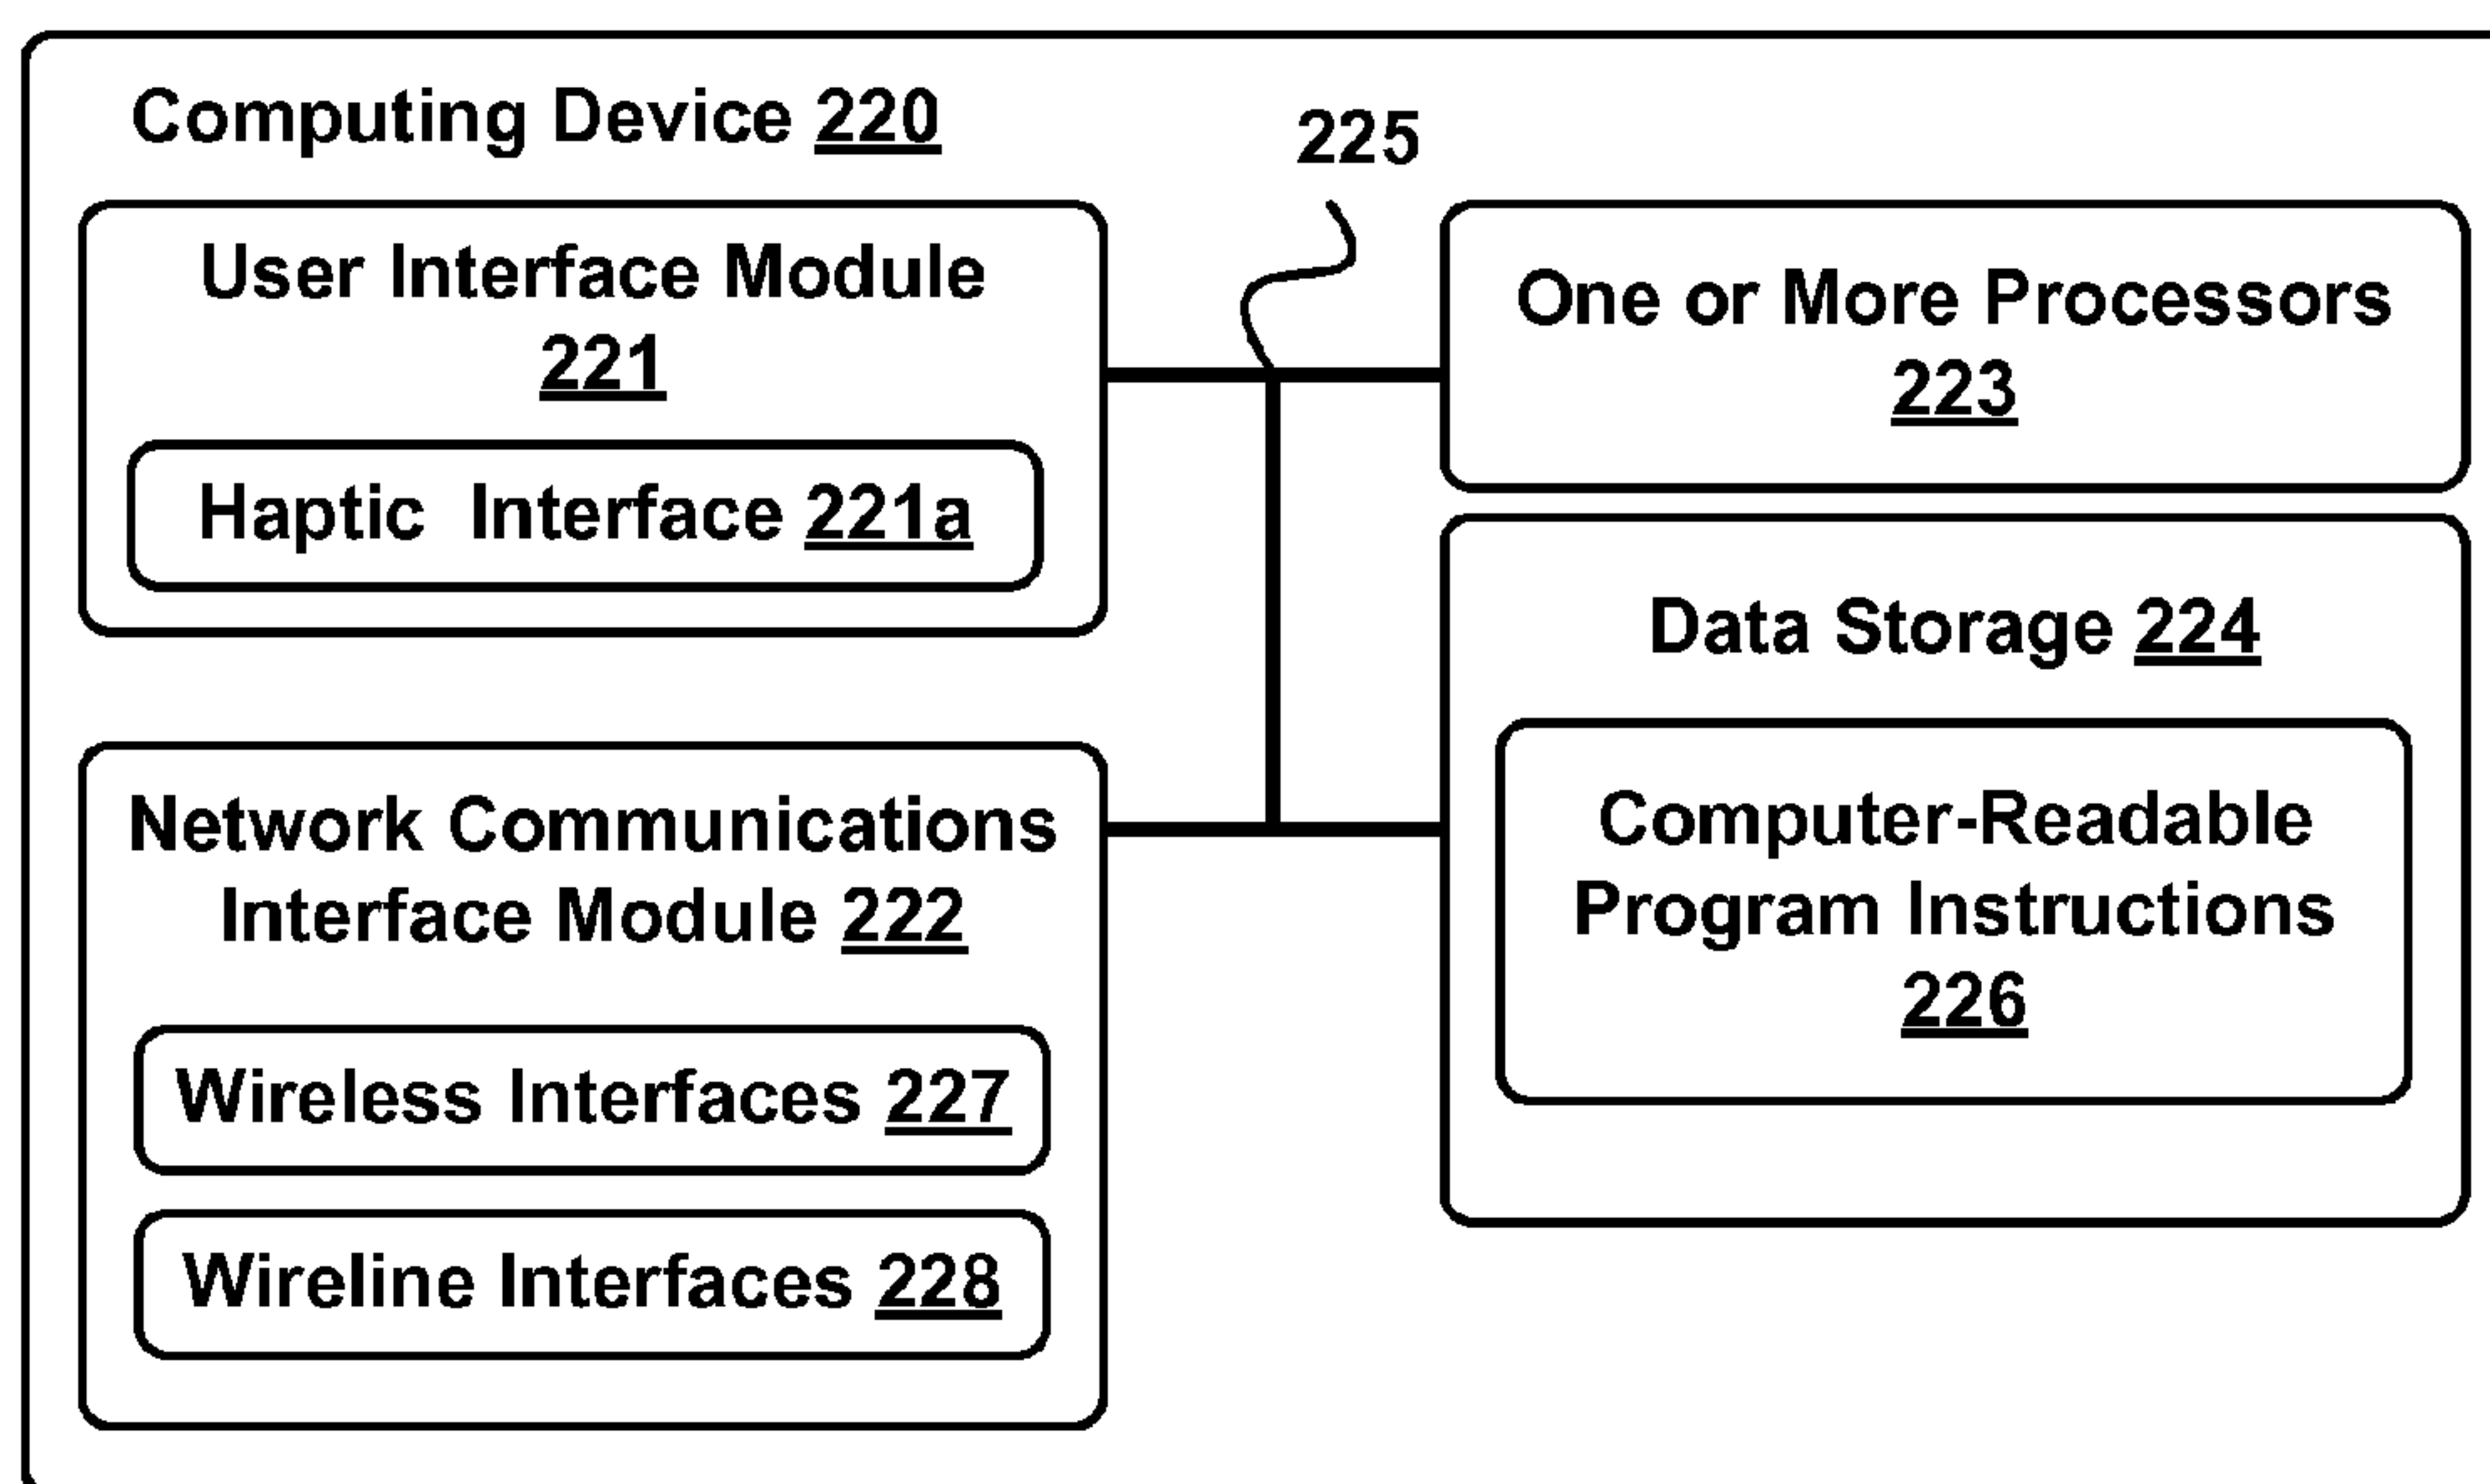 Computing Device 220
225
User Interface Module
221
Haptic Interface 221a
One or More Processors
223
Data Storage 224
Computer-Readable
Program Instructions
226
Network Communications
Interface Module 222
Wireless Interfaces 227
Wireline Interfaces 228